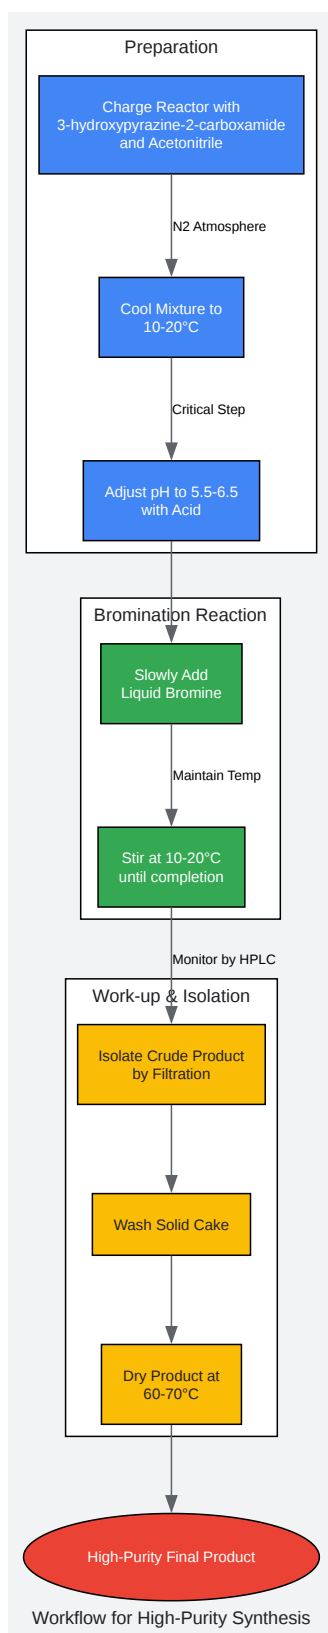 Preparation
Charge Reactor with
3-hydroxypyrazine-2-carboxamide
and Acetonitrile
N2 Atmosphere
Cool Mixture to
10-20°C
Critical Step
Adjust pH to 5.5-6.5
with Acid
Bromination Reaction
Slowly Add
Liquid Bromine
Maintain Temp
Stir at 10-20°C
until completion
Monitor by HPLC
Work-up & Isolation
Isolate Crude Product
by Filtration
Wash Solid Cake
Dry Product at
60-70°C
High-Purity Final Product
Workflow for High-Purity Synthesis